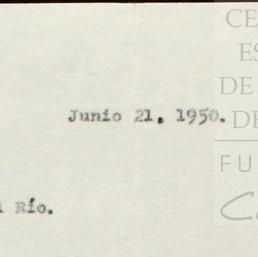 CE
ES
DE
DE
Junio 21, 1950.
FU
Río.